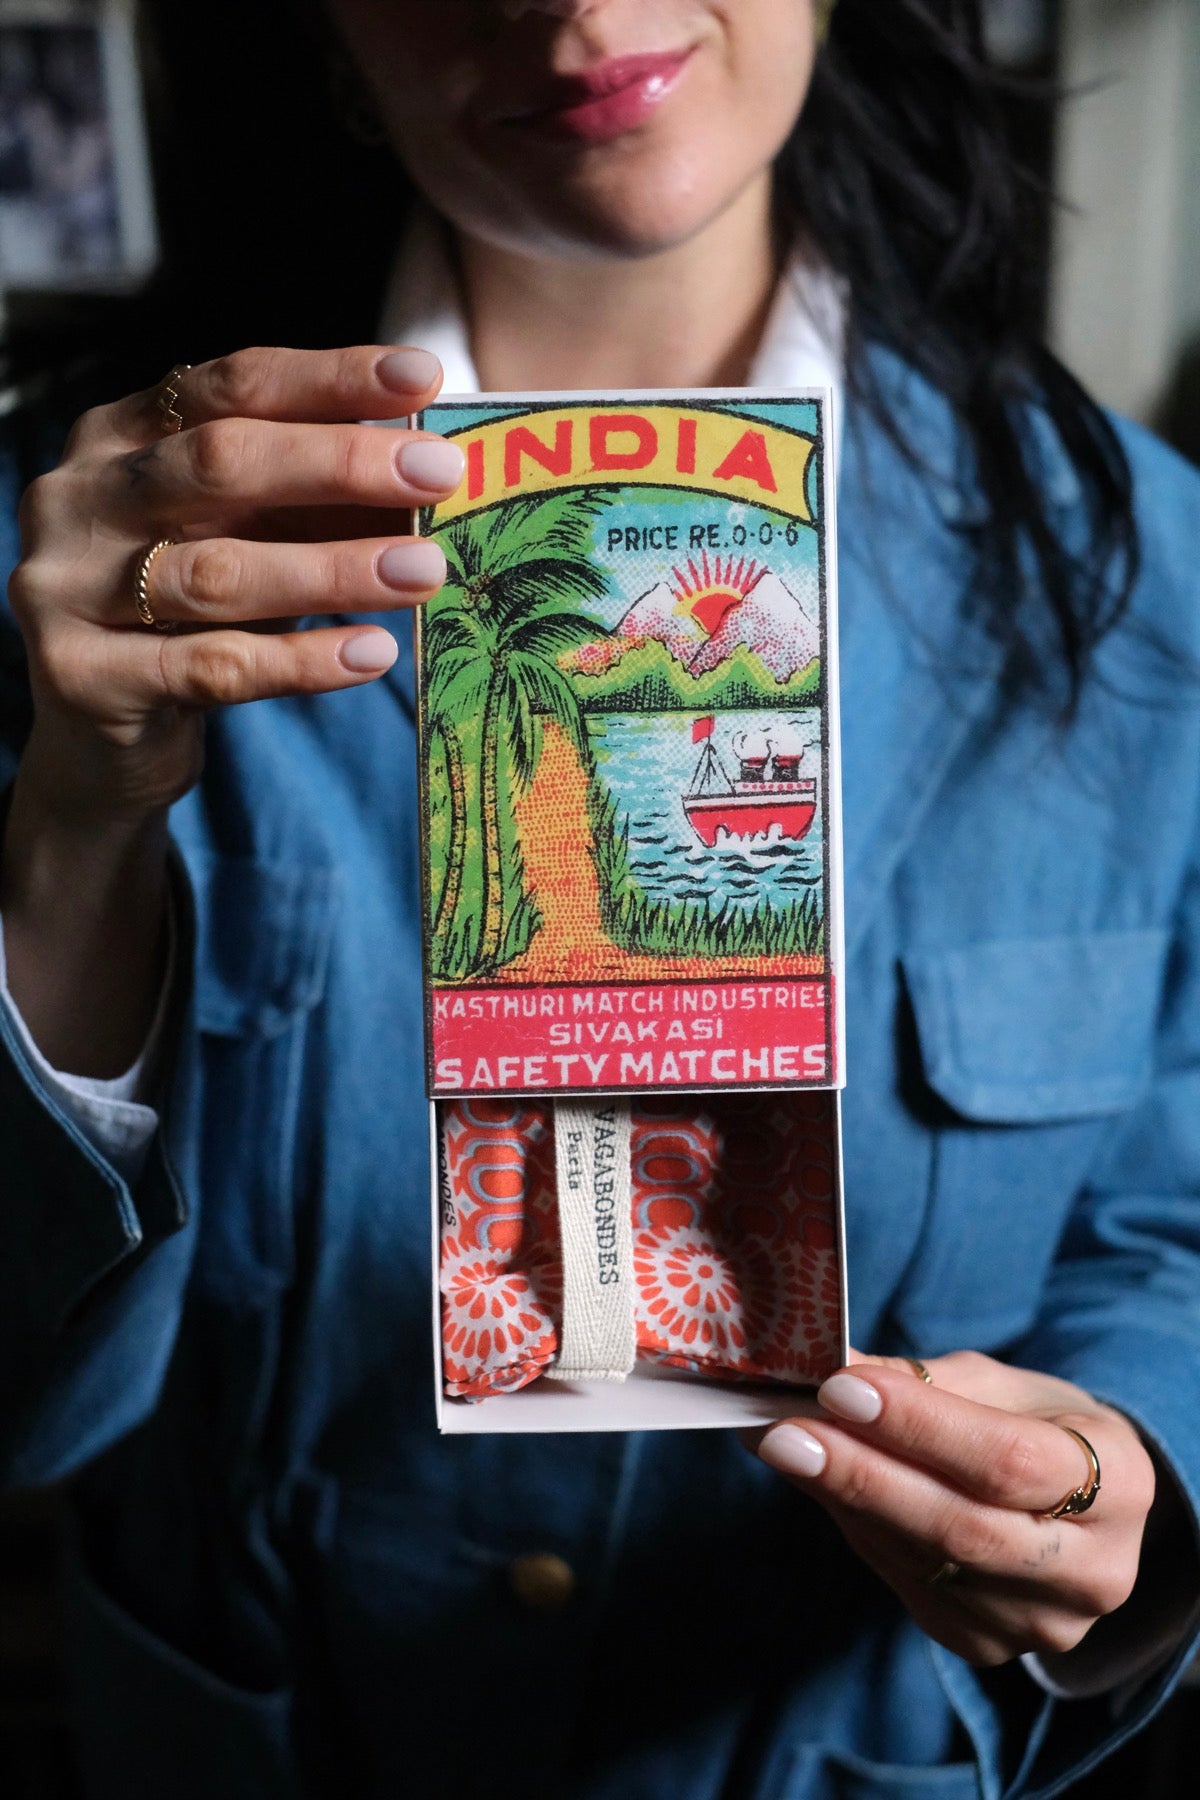 INDIA
PRICE RE.0-0-6
KASTHURI MATCH INDUSTRIES
SIVAKASI
SAFETY MATCHES
VAGABONDES
Paris